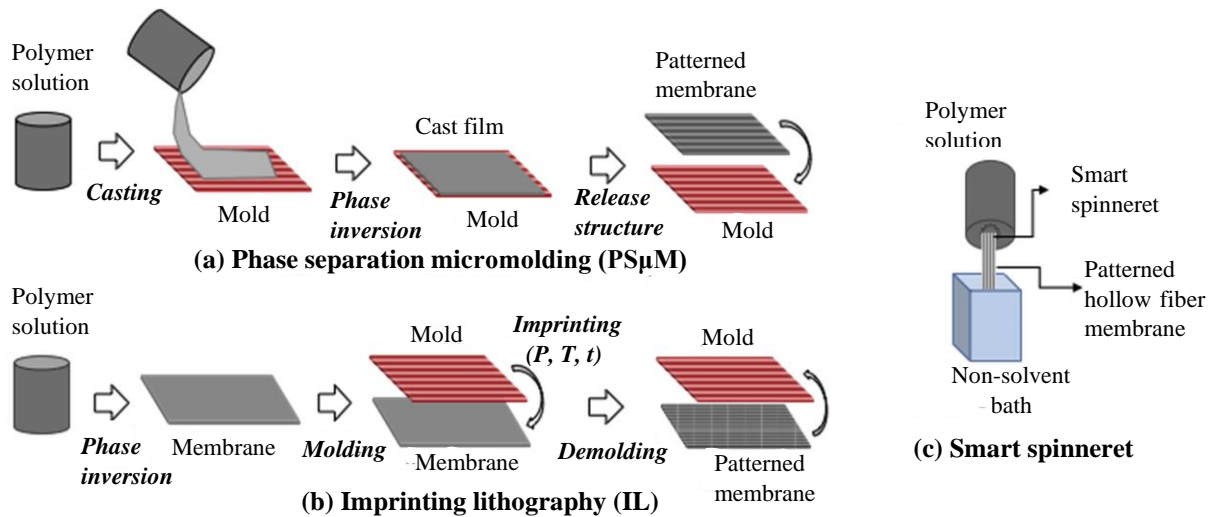 Polymer
solution
Casting
Mold
Phase
inversion
Cast film
Mold
Release
structure
Patterned
membrane
Mold
(a) Phase separation micromolding (PSµM)
Polymer
solution
Phase
inversion
Membrane
Molding
Mold
Membrane
Imprinting
(P, T, t)
Demolding
Mold
Patterned
membrane
(b) Imprinting lithography (IL)
Polymer
solution
Smart
spinneret
Patterned
hollow fiber
membrane
Non-solvent
bath
(c) Smart spinneret